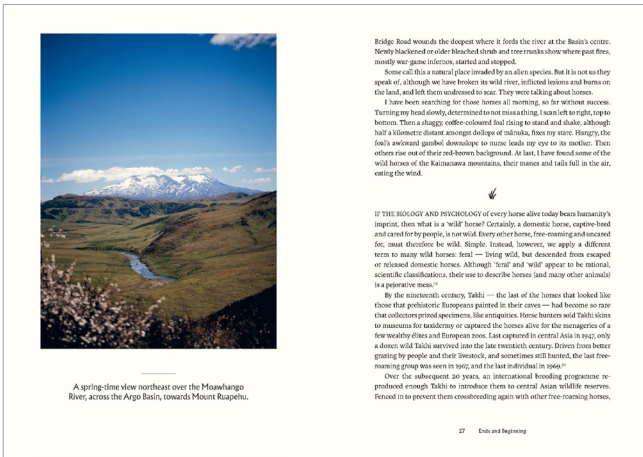 A spring-time view northeast over the Moawhango
River, across the Argo Basin, towards Mount Ruapehu.
Bridge Road wounds the deepest where it fords the river at the Basin's centre.
Newly blackened or older bleached shrub and tree trunks show where past fires,
mostly war-game infernos, started and stopped.
Some call this a natural place invaded by an alien species. But it is not us they
speak of, although we have broken its wild river, inflicted lesions and burns on
the land, and left them undressed to scar. They were talking about horses.
I have been searching for those horses all morning, so far without success.
Turning my head slowly, determined to not miss a thing, I scan left to right, top to
bottom. Then a shaggy, coffee-coloured foal rising to stand and shake, although
half a kilometre distant amongst dollops of mānuka, fixes my stare. Hungry, the
foal's awkward gambol downslope to nurse leads my eye to its mother. Then
others rise out of their red-brown background. At last, I have found some of the
wild horses of the Kaimanawa mountains, their manes and tails full in the air,
eating the wind.
IF THE BIOLOGY AND PSYCHOLOGY of every horse alive today bears humanity's
imprint, then what is a 'wild' horse? Certainly, a domestic horse, captive-bred
and cared for by people, is not wild. Every other horse, free-roaming and uncared
for, must therefore be wild. Simple. Instead, however, we apply a different
term to many wild horses: feral — living wild, but descended from escaped
or released domestic horses. Although 'feral' and 'wild' appear to be rational,
scientific classifications, their use to describe horses (and many other animals)
is a pejorative mess.
By the nineteenth century, Takhi — the last of the horses that looked like
those that prehistoric Europeans painted in their caves — had become so rare
that collectors prized specimens, like antiquities. Horse hunters sold Takhi skins
to museums for taxidermy or captured the horses alive for the menageries of a
few wealthy élites and European zoos. Last captured in central Asia in 1947, only
a dozen wild Takhi survived into the late twentieth century. Driven from better
grazing by people and their livestock, and sometimes still hunted, the last free-
roaming group was seen in 1967, and the last individual in 1969.
Over the subsequent 20 years, an international breeding programme re-
produced enough Takhi to introduce them to central Asian wildlife reserves.
Fenced in to prevent them crossbreeding again with other free-roaming horses,
27 Ends and Beginning